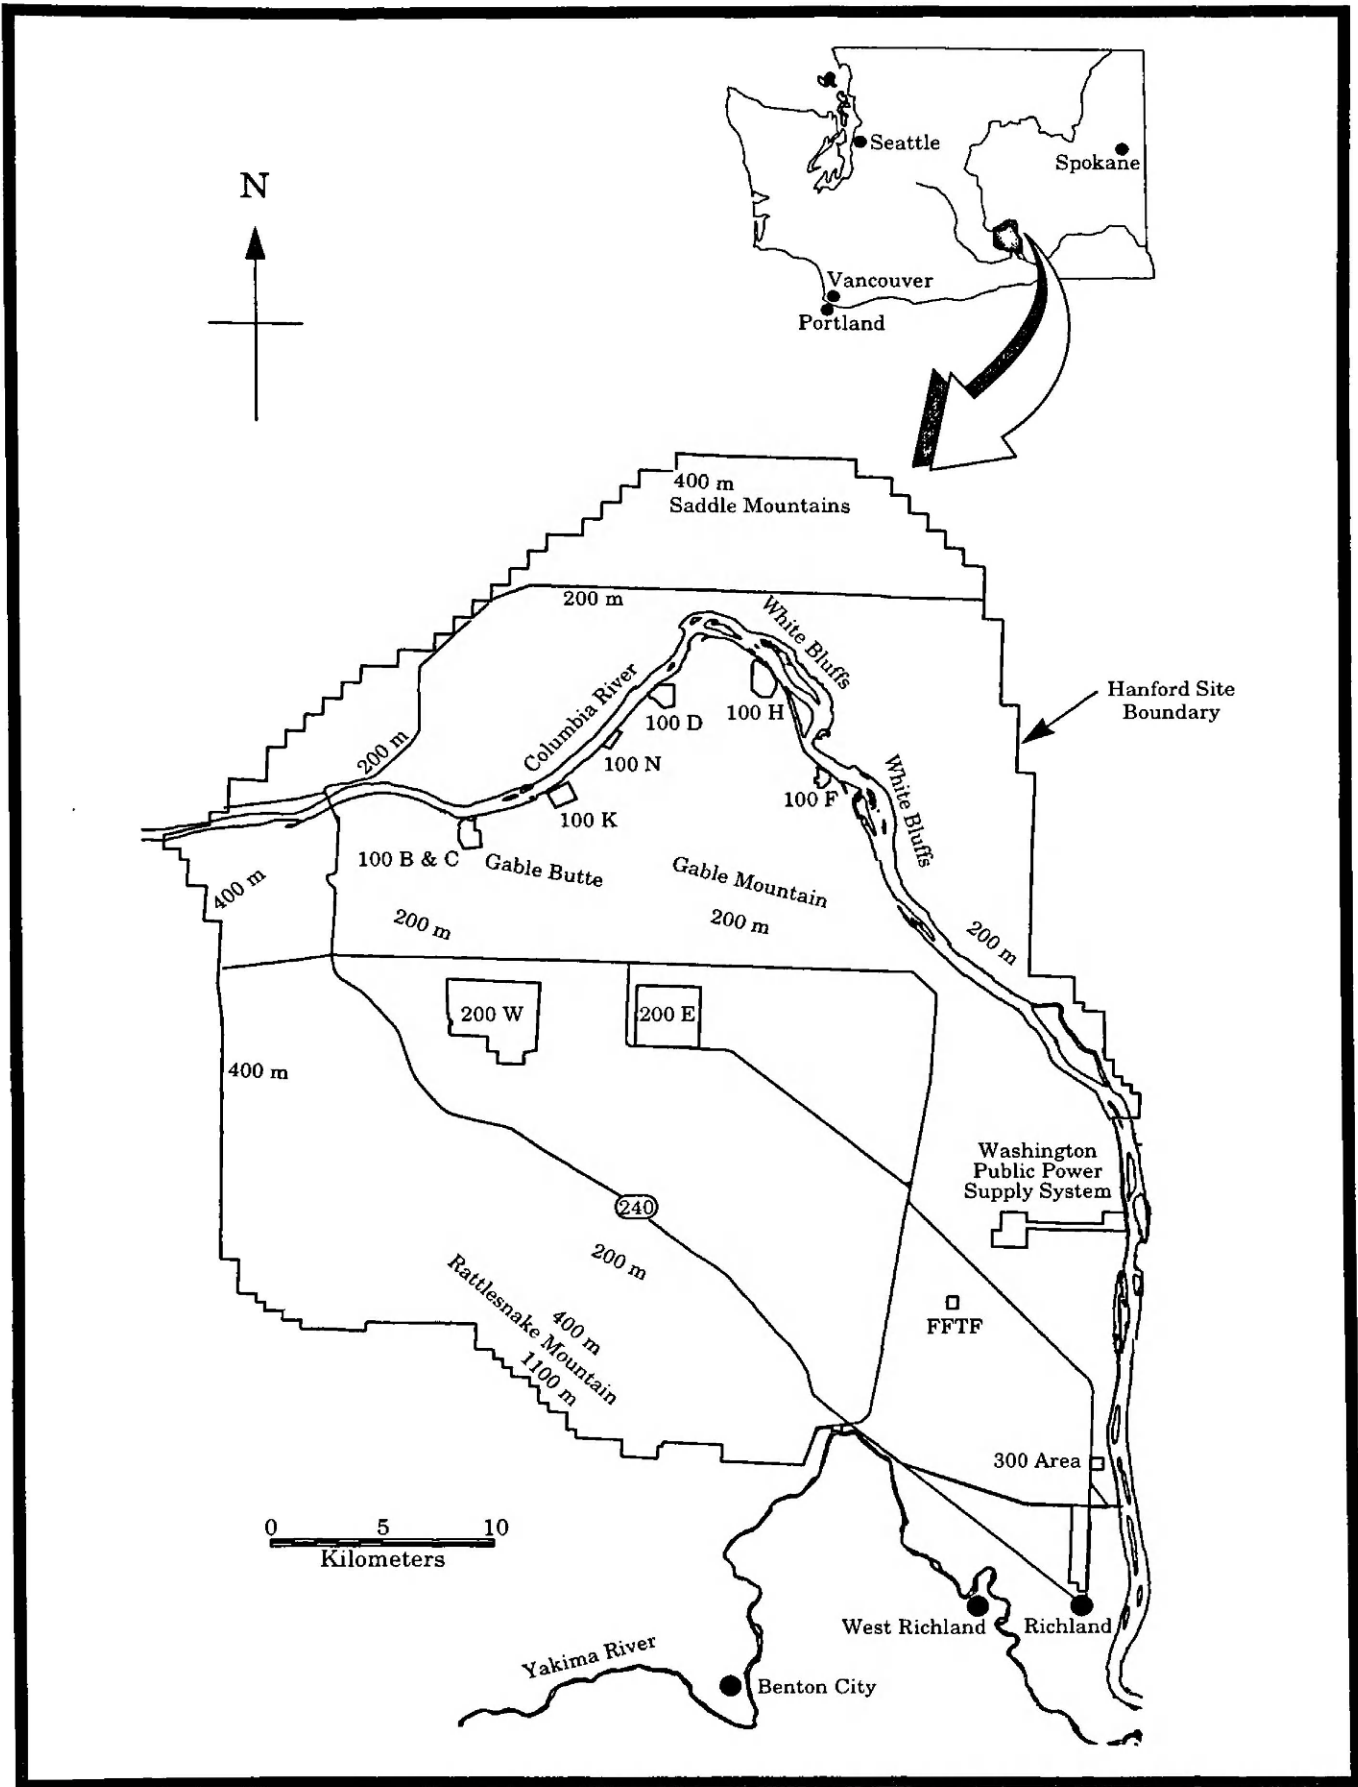 Seattle
Spokane
N
Vancouver
Portland
400 m
Saddle Mountains
200 m
White Bluffs
Hanford Site
Boundary
Columbia River
100 D
100 H
200 m
100 N
White Bluffs
100 F
100 K
100 B & C
Gable Butte
Gable Mountain
400 m
200 m
200 m
200 m
200 W
200 E
400 m
Washington
Public Power
Supply System
240
200 m
Rattlesnake Mountain
400 m
1100 m
FFTF
300 Area
0 5 10
Kilometers
West Richland
Richland
Yakima River
Benton City